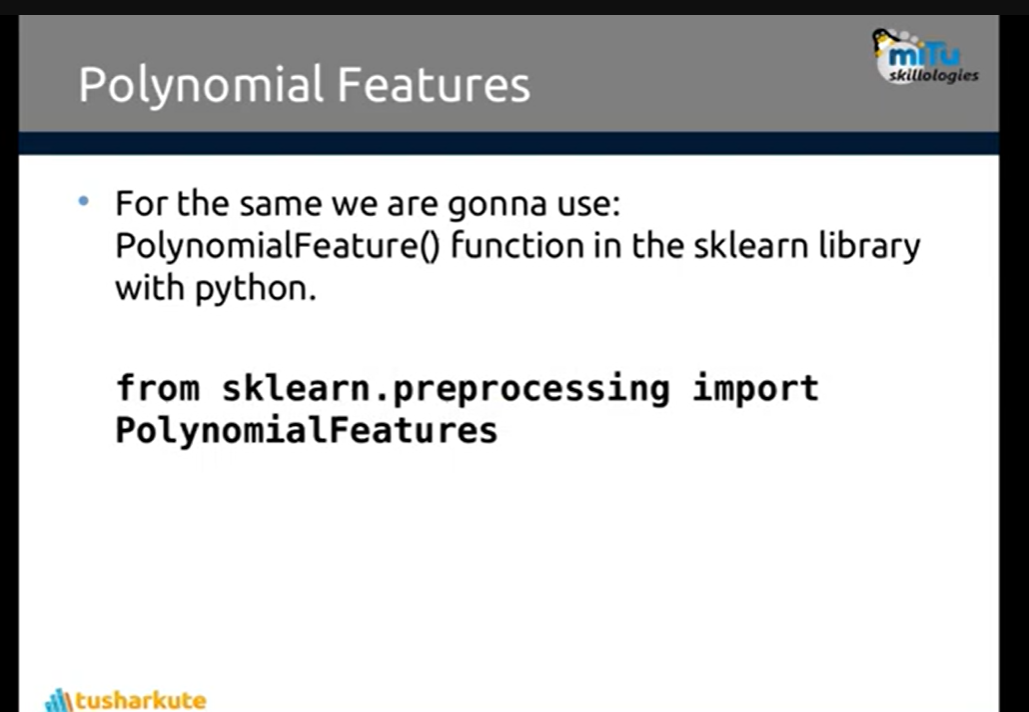 Polynomial Features
miTu
skillologies
• For the same we are gonna use:
PolynomialFeature() function in the sklearn library
with python.
from sklearn.preprocessing import
PolynomialFeatures
tusharkute